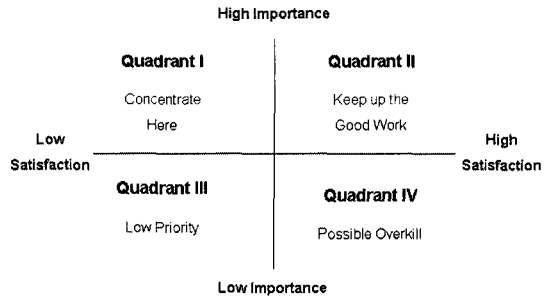 High Importance
Quadrant I
Quadrant II
Concentrate
Here
Keep up the
Good Work
Low
Satisfaction
High
Satisfaction
Quadrant III
Quadrant IV
Low Priority
Possible Overkill
Low Importance